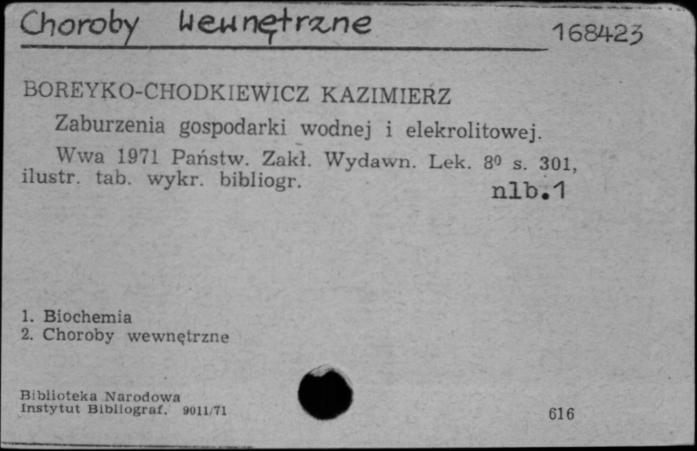 Choroby Wewnętrzne 168423
BOREYKO-CHODKIEWICZ KAZIMIERZ
Zaburzenia gospodarki wodnej i elekrolitowej.
Wwa 1971 Państw. Zakł. Wydawn. Lek. 8⁰ s. 301,
ilustr. tab. wykr. bibliogr. nlb.1
1. Biochemia
2. Choroby wewnętrzne
Biblioteka Narodowa
Instytut Bibliograf. 9011/71 616